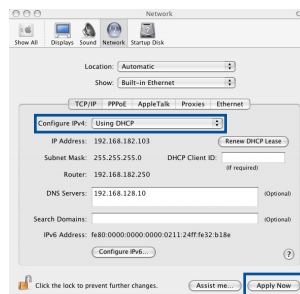 Network
Show All Displays Sound Network Startup Disk
Location: Automatic
Show: Built-in Ethernet
TCP/IP PPPoE AppleTalk Proxies Ethernet
Configure IPv4: Using DHCP
IP Address: 192.168.182.103 Renew DHCP Lease
Subnet Mask: 255.255.255.0 DHCP Client ID:
(If required)
Router: 192.168.182.250
DNS Servers: 192.168.128.10 (Optional)
Search Domains: (Optional)
IPv6 Address: fe80:0000:0000:0000:0211:24ff:fe32:b18e
Configure IPv6... ?
Click the lock to prevent further changes. Assist me... Apply Now